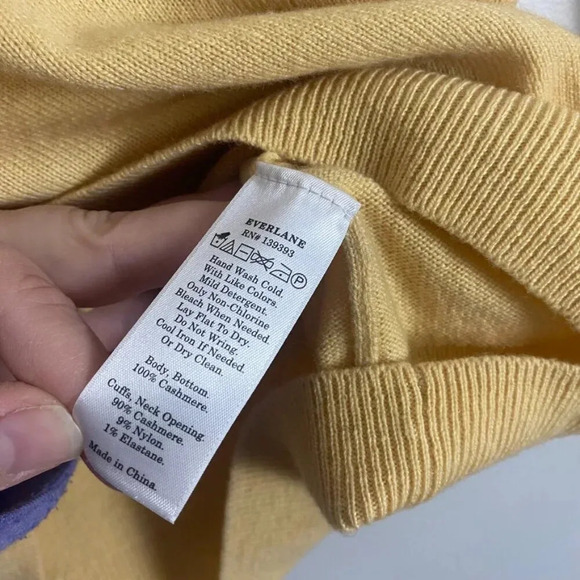 EVERLANE
RN# 139393
Hand Wash Cold.
With Like Colors.
Mild Detergent.
Only Non-Chlorine
Bleach When Needed.
Lay Flat To Dry.
Do Not Wring.
Cool Iron If Needed.
Or Dry Clean.
Body, Bottom.
100% Cashmere.
Cuffs, Neck Opening.
90% Cashmere.
9% Nylon.
1% Elastane.
Made in China.